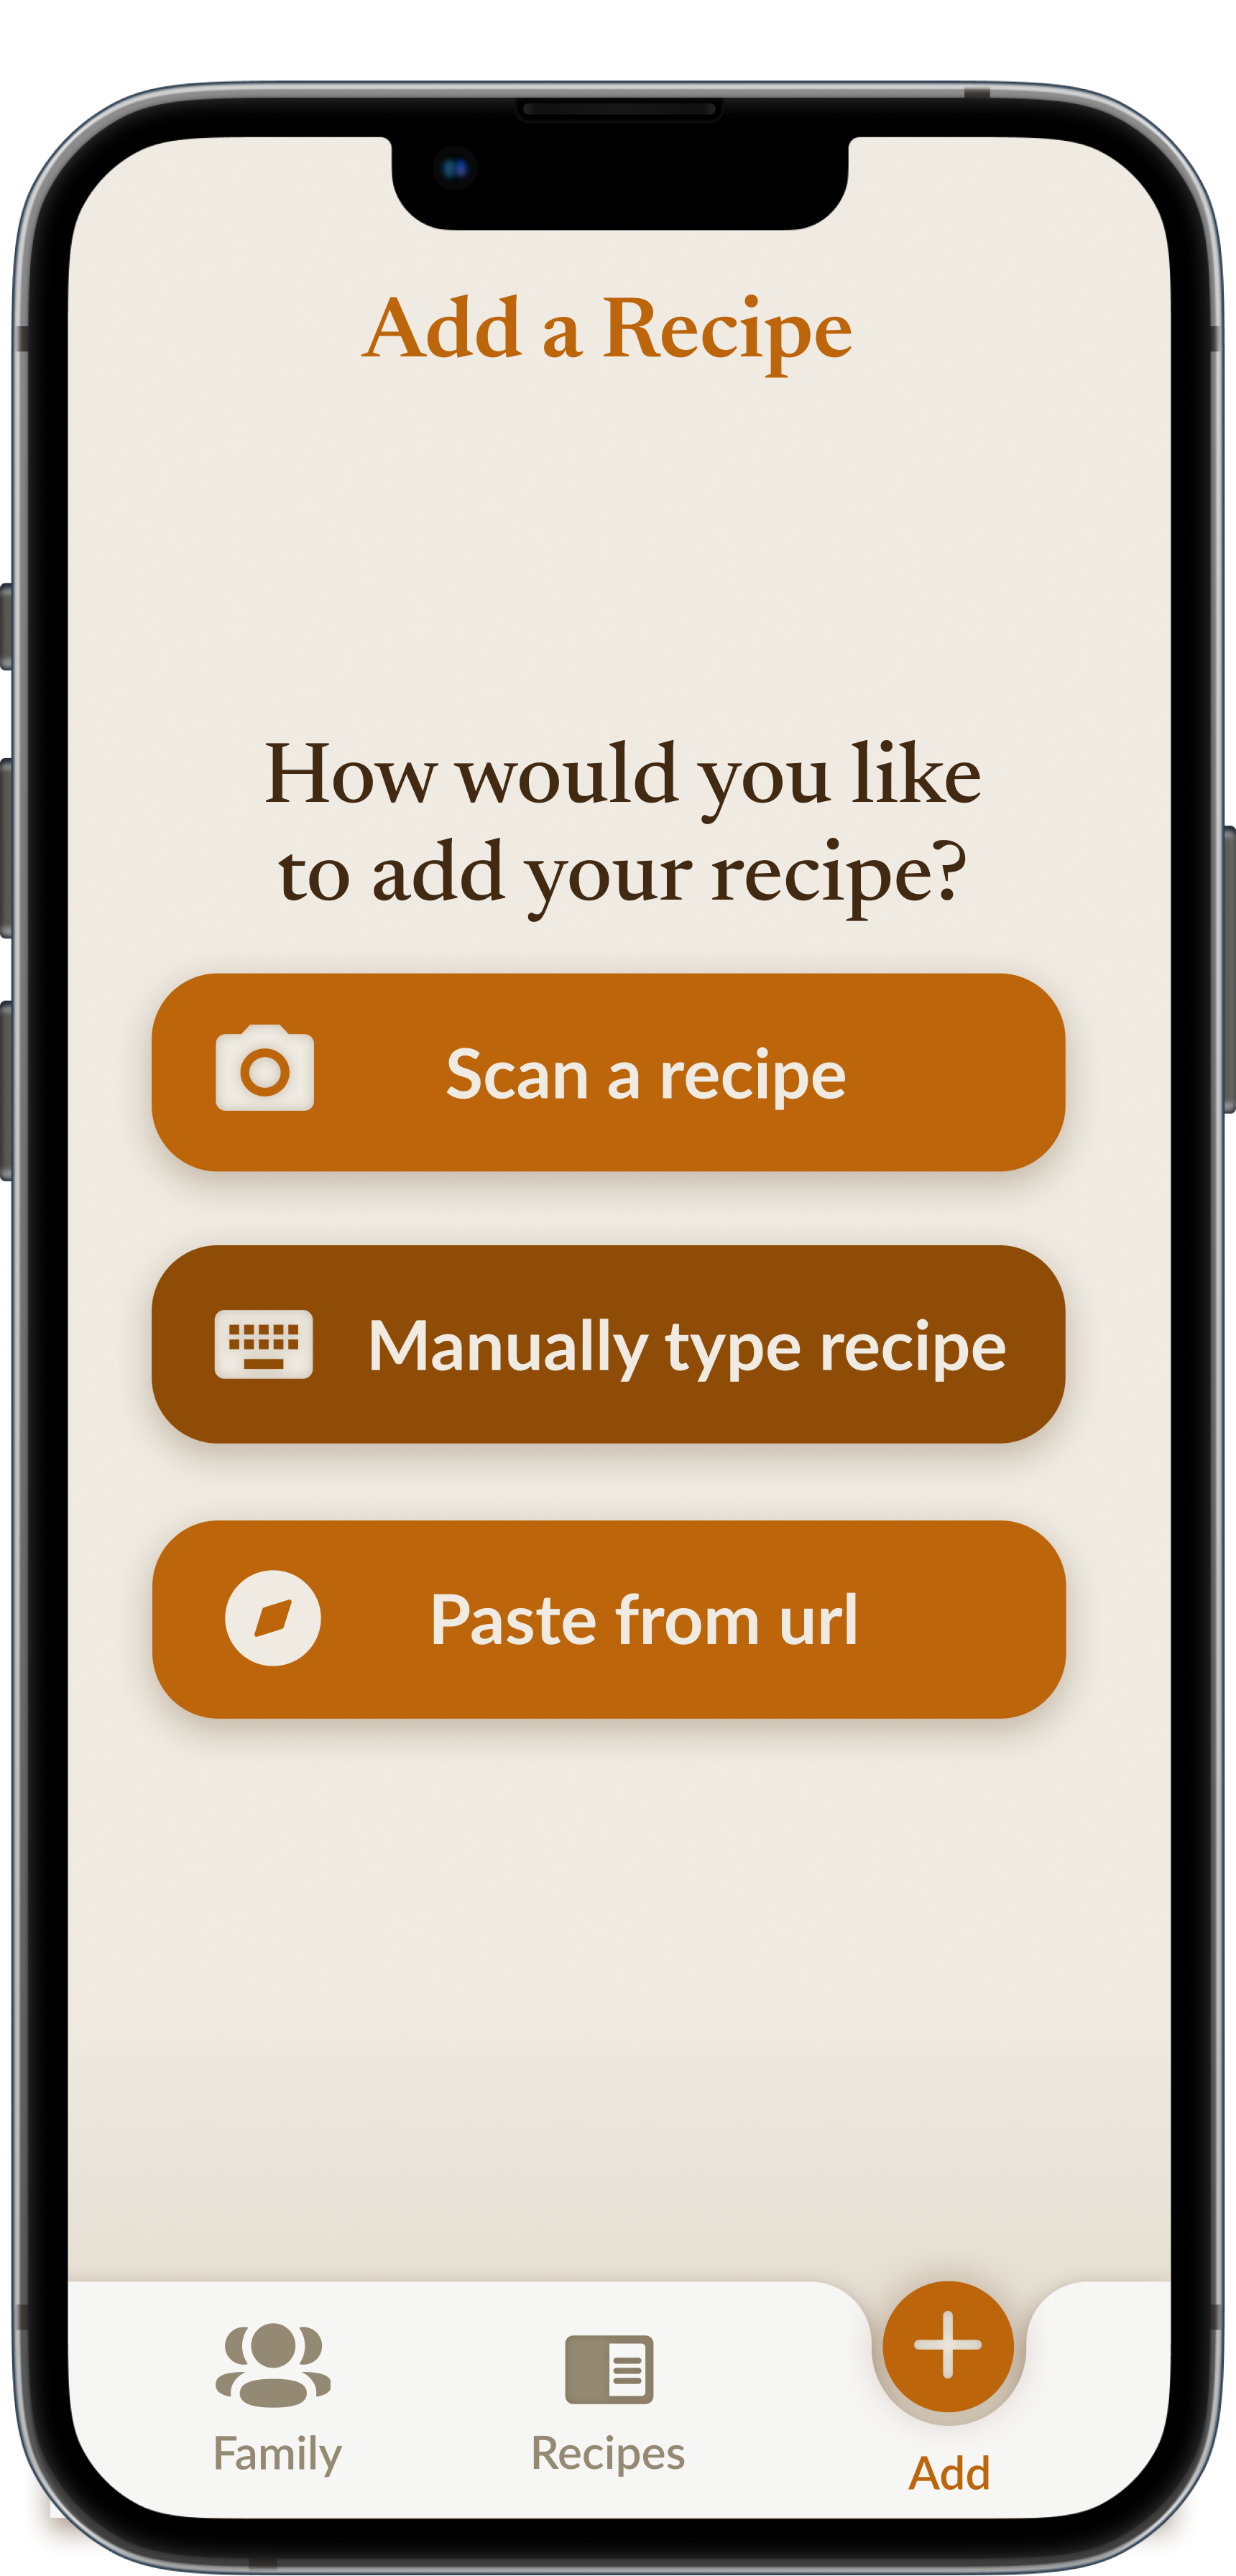 Add a Recipe
How would you like
to add your recipe?
Scan a recipe
Manually type recipe
Paste from url
Family
Recipes
Add